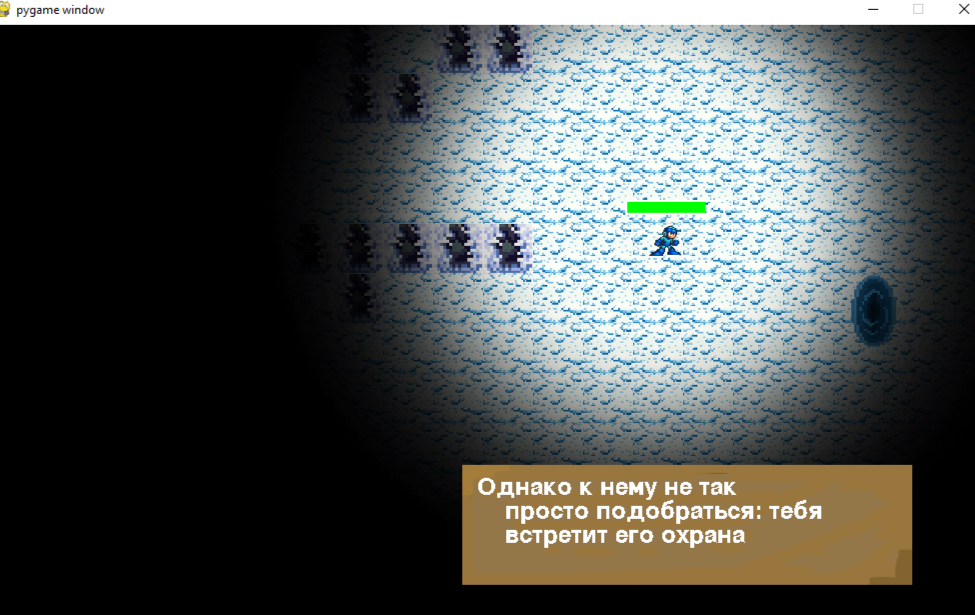 pygame window
Однако к нему не так
просто подобраться: тебя
встретит его охрана